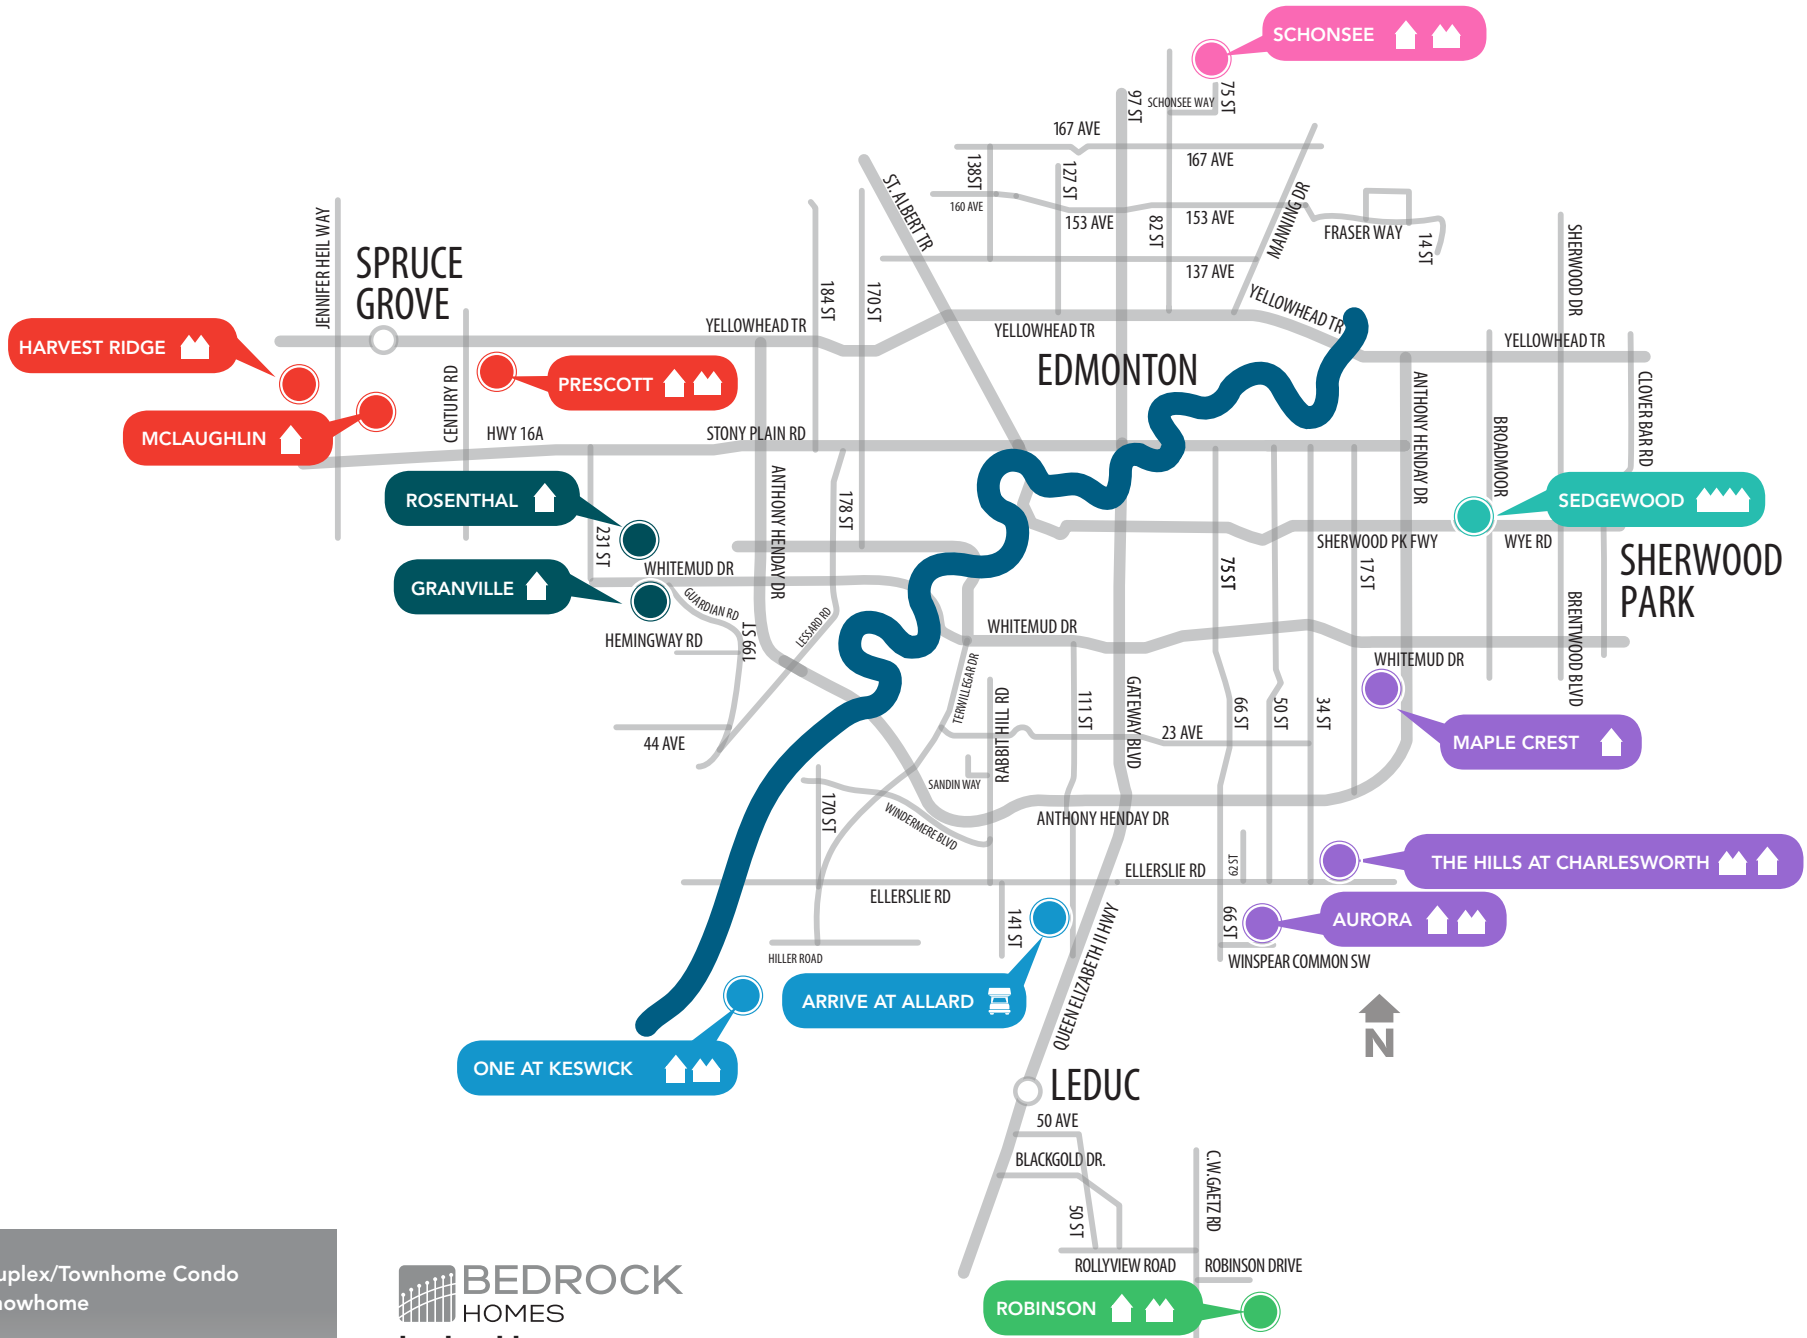 SCHONSEE
97 ST
SCHONSEE WAY
75 ST
167 AVE
167 AVE
138ST
127 ST
160 AVE
153 AVE
82 ST
153 AVE
MANNING DR
FRASER WAY
14 ST
ST. ALBERT TR
137 AVE
JENNIFER HEIL WAY
SPRUCE
GROVE
184 ST
170 ST
YELLOWHEAD TR
YELLOWHEAD TR
YELLOWHEAD TR
YELLOWHEAD TR
SHERWOOD DR
HARVEST RIDGE
PRESCOTT
EDMONTON
MCLAUGHLIN
CENTURY RD
HWY 16A
STONY PLAIN RD
ANTHONY HENDAY DR
BROADMOOR
CLOVER BAR RD
ROSENTHAL
231 ST
ANTHONY HENDAY DR
178 ST
SEDGEWOOD
SHERWOOD PK FWY
WYE RD
SHERWOOD
PARK
GRANVILLE
WHITEMUD DR
GUARDIAN RD
HEMINGWAY RD
199 ST
LESSARD RD
75 ST
17 ST
WHITEMUD DR
WHITEMUD DR
BRENTWOOD BLVD
TERWILLEGAR DR
RABBIT HILL RD
111 ST
GATEWAY BLVD
66 ST
50 ST
34 ST
44 AVE
23 AVE
MAPLE CREST
SANDIN WAY
170 ST
WINDERMERE BLVD
ANTHONY HENDAY DR
ELLERSLIE RD
62 ST
THE HILLS AT CHARLESWORTH
ELLERSLIE RD
141 ST
66 ST
AURORA
HILLER ROAD
WINSPEAR COMMON SW
ARRIVE AT ALLARD
QUEEN ELIZABETH II HWY
N
ONE AT KESWICK
LEDUC
50 AVE
BLACKGOLD DR.
C.W.GAETZ RD
50 ST
ROLLYVIEW ROAD
ROBINSON DRIVE
ROBINSON
uplex/Townhome Condo
howhome
BEDROCK
HOMES